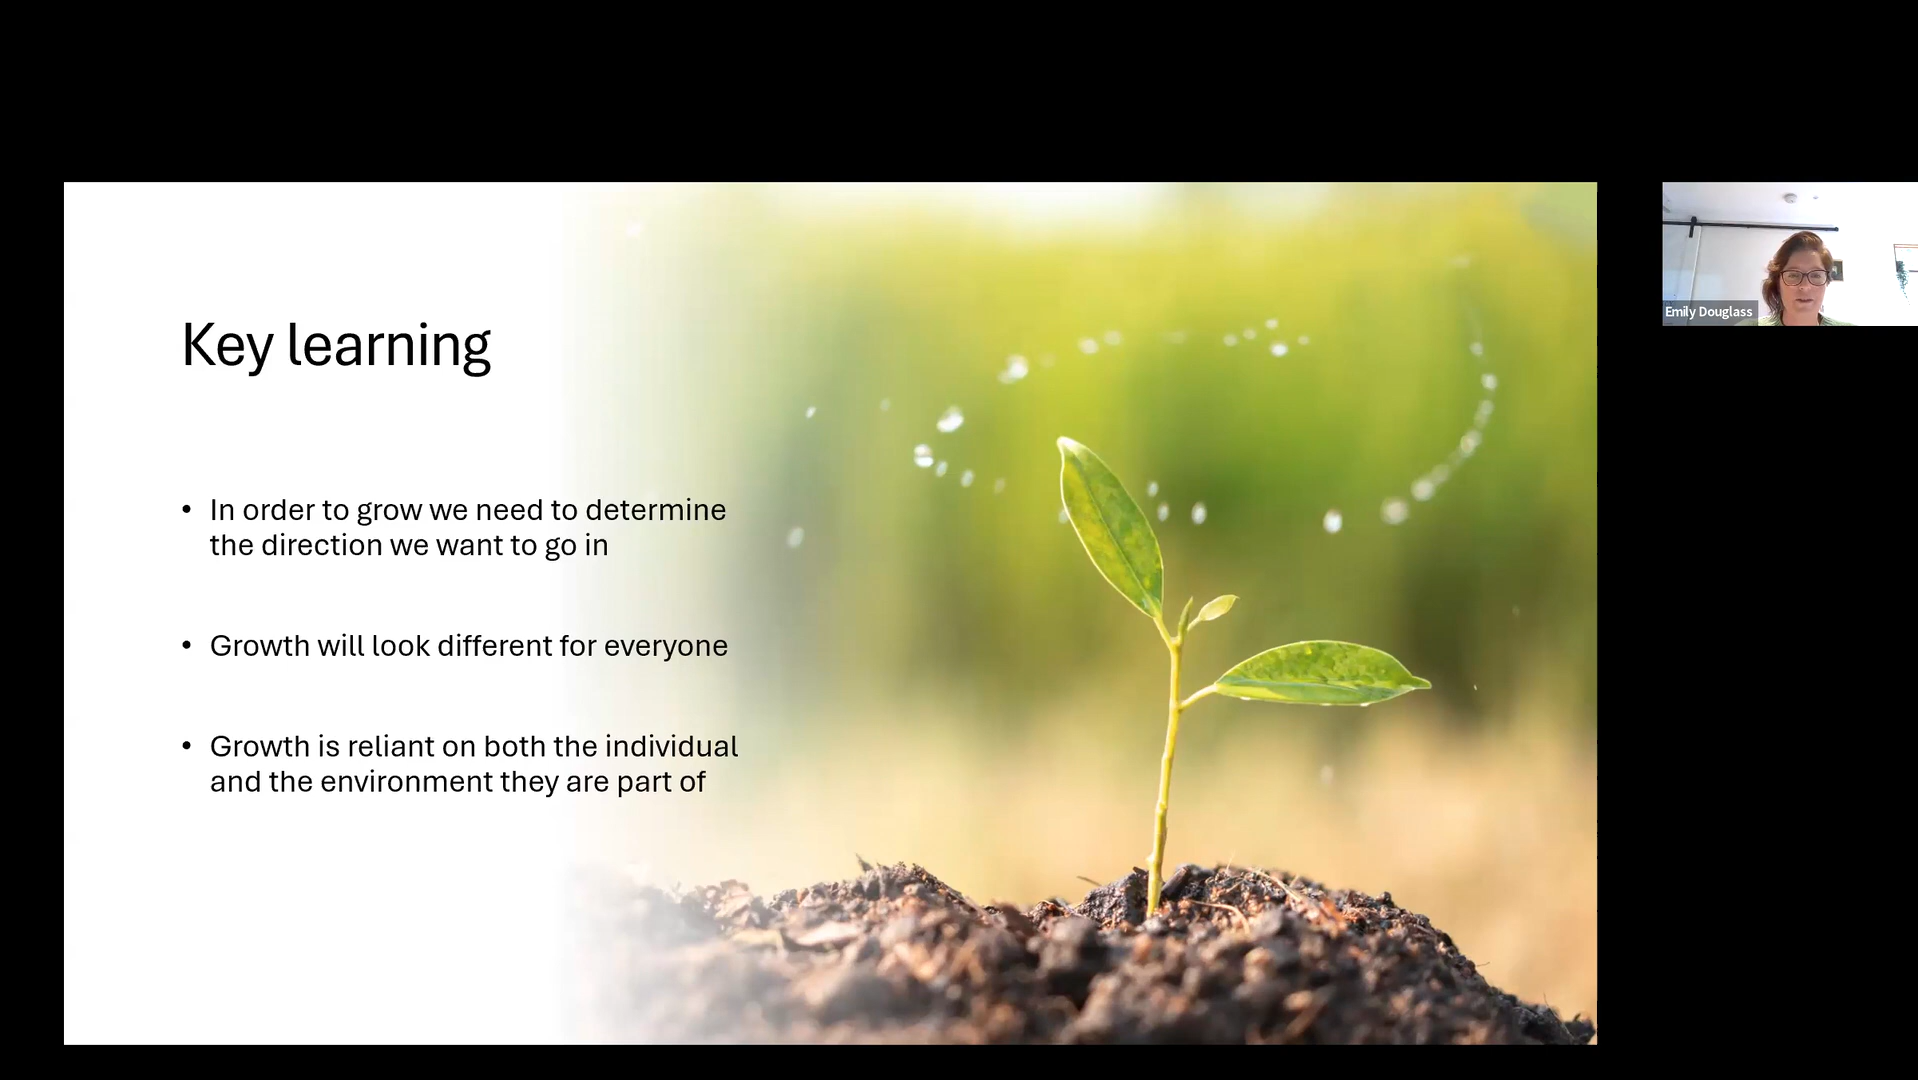 Key learning
• In order to grow we need to determine
the direction we want to go in
• Growth will look different for everyone
• Growth is reliant on both the individual
and the environment they are part of
Emily Douglass